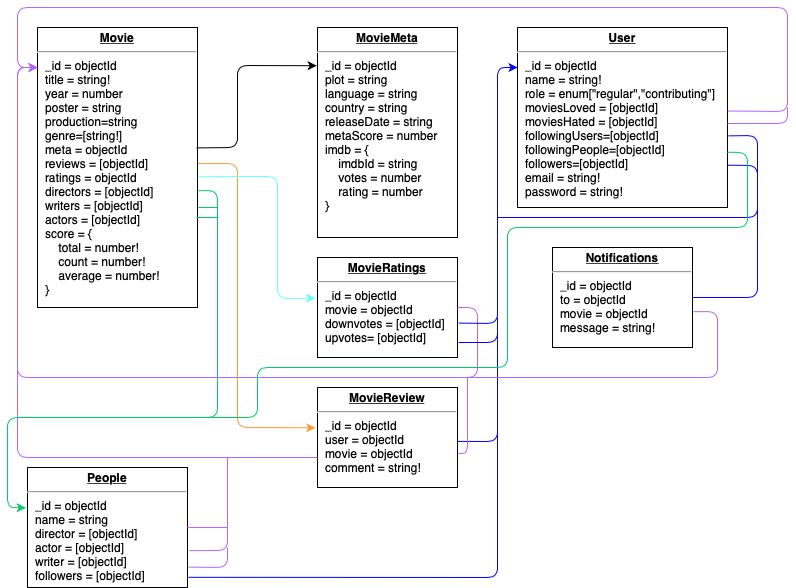 Movie
_id = objectId
title = string!
year = number
poster = string
production=string
genre=[string!]
meta = objectId
reviews = [objectId]
ratings = objectId
directors = [objectId]
writers = [objectId]
actors = [objectId]
score = {
total = number!
count = number!
average = number!
}
MovieMeta
_id = objectId
plot = string
language = string
country = string
releaseDate = string
metaScore = number
imdb = {
imdbId = string
votes = number
rating = number
}
User
_id = objectId
name = string!
role = enum["regular","contributing"]
moviesLoved = [objectId]
moviesHated = [objectId]
followingUsers=[objectId]
followingPeople=[objectId]
followers=[objectId]
email = string!
password = string!
MovieRatings
_id = objectId
movie = objectId
downvotes = [objectId]
upvotes= [objectId]
Notifications
_id = objectId
to = objectId
movie = objectId
message = string!
MovieReview
_id = objectId
user = objectId
movie = objectId
comment = string!
People
_id = objectId
name = string
director = [objectId]
actor = [objectId]
writer = [objectId]
followers = [objectId]